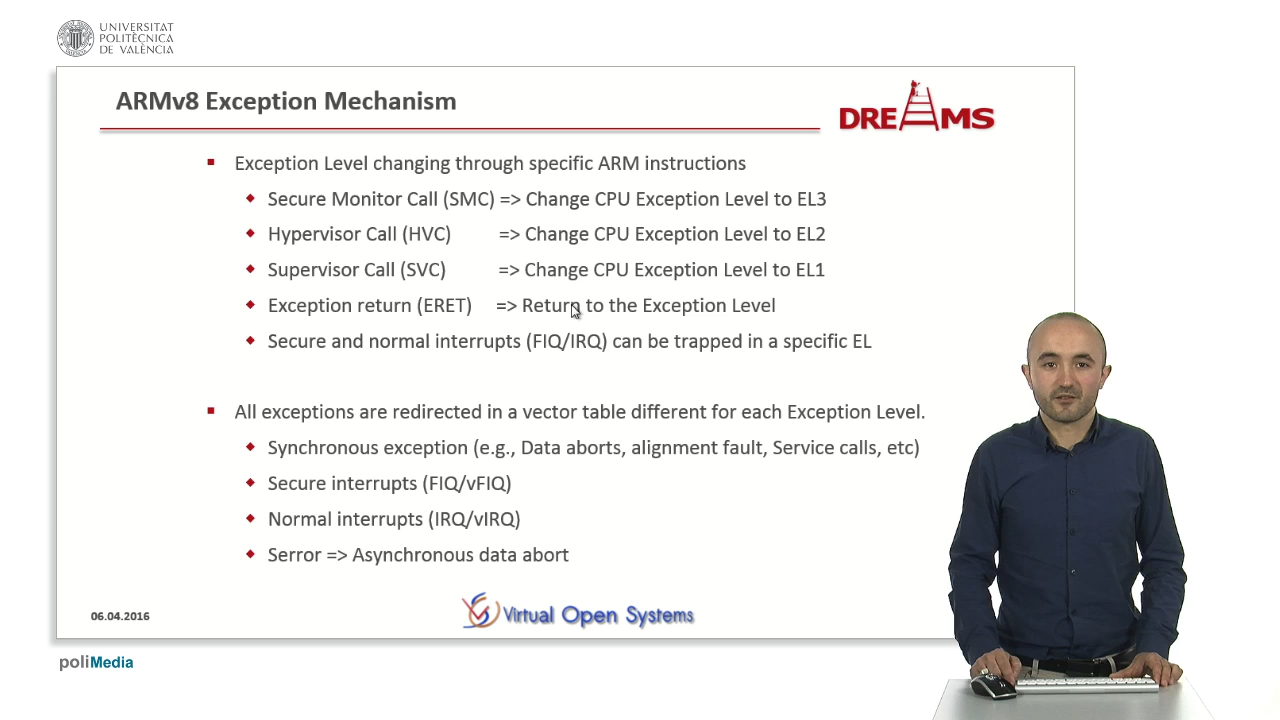 UNIVERSITAT
POLITÈCNICA
DE VALÈNCIA
ARMv8 Exception Mechanism
DREAMS
Exception Level changing through specific ARM instructions
Secure Monitor Call (SMC) => Change CPU Exception Level to EL3
Hypervisor Call (HVC) => Change CPU Exception Level to EL2
Supervisor Call (SVC) => Change CPU Exception Level to EL1
Exception return (ERET) => Return to the Exception Level
Secure and normal interrupts (FIQ/IRQ) can be trapped in a specific EL
All exceptions are redirected in a vector table different for each Exception Level.
Synchronous exception (e.g., Data aborts, alignment fault, Service calls, etc)
Secure interrupts (FIQ/vFIQ)
Normal interrupts (IRQ/vIRQ)
Serror => Asynchronous data abort
06.04.2016
Virtual Open Systems
poliMedia